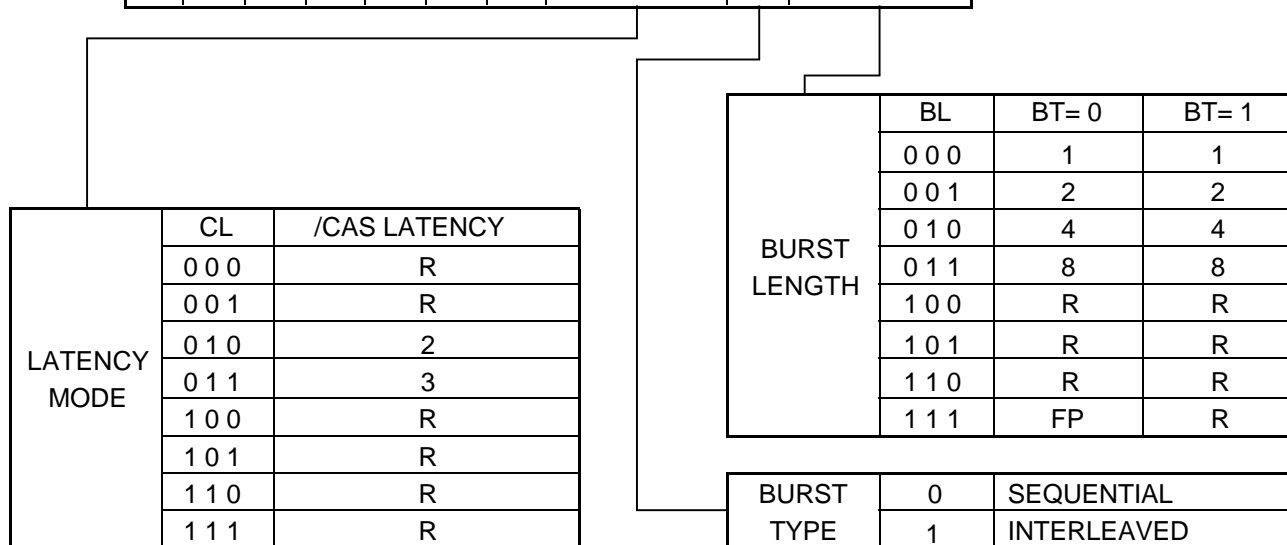 BL BT= 0 BT= 1
0 0 0 1 1
0 0 1 2 2
0 1 0 4 4
0 1 1 8 8
1 0 0 R R
1 0 1 R R
1 1 0 R R
1 1 1 FP R
BURST
LENGTH
CL /CAS LATENCY
0 0 0 R
0 0 1 R
0 1 0 2
0 1 1 3
1 0 0 R
1 0 1 R
1 1 0 R
1 1 1 R
LATENCY
MODE
BURST
TYPE
0 SEQUENTIAL
1 INTERLEAVED